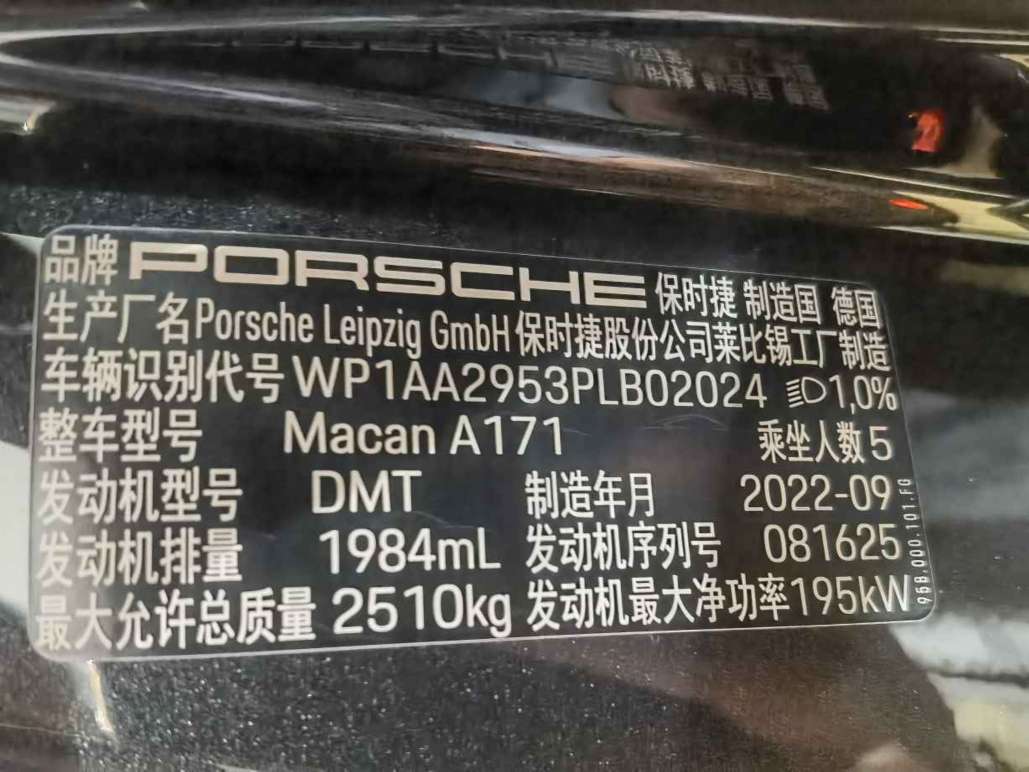 品牌 PORSCHE 保时捷 制造国 德国
生产厂名 Porsche Leipzig GmbH 保时捷股份公司莱比锡工厂制造
车辆识别代号 WP1AA2953PLB02024 1,0%
整车型号 Macan A171 乘坐人数 5
发动机型号 DMT 制造年月 2022-09
发动机排量 1984mL 发动机序列号 081625
最大允许总质量 2510kg 发动机最大净功率 195kW
95B.000.101.FG